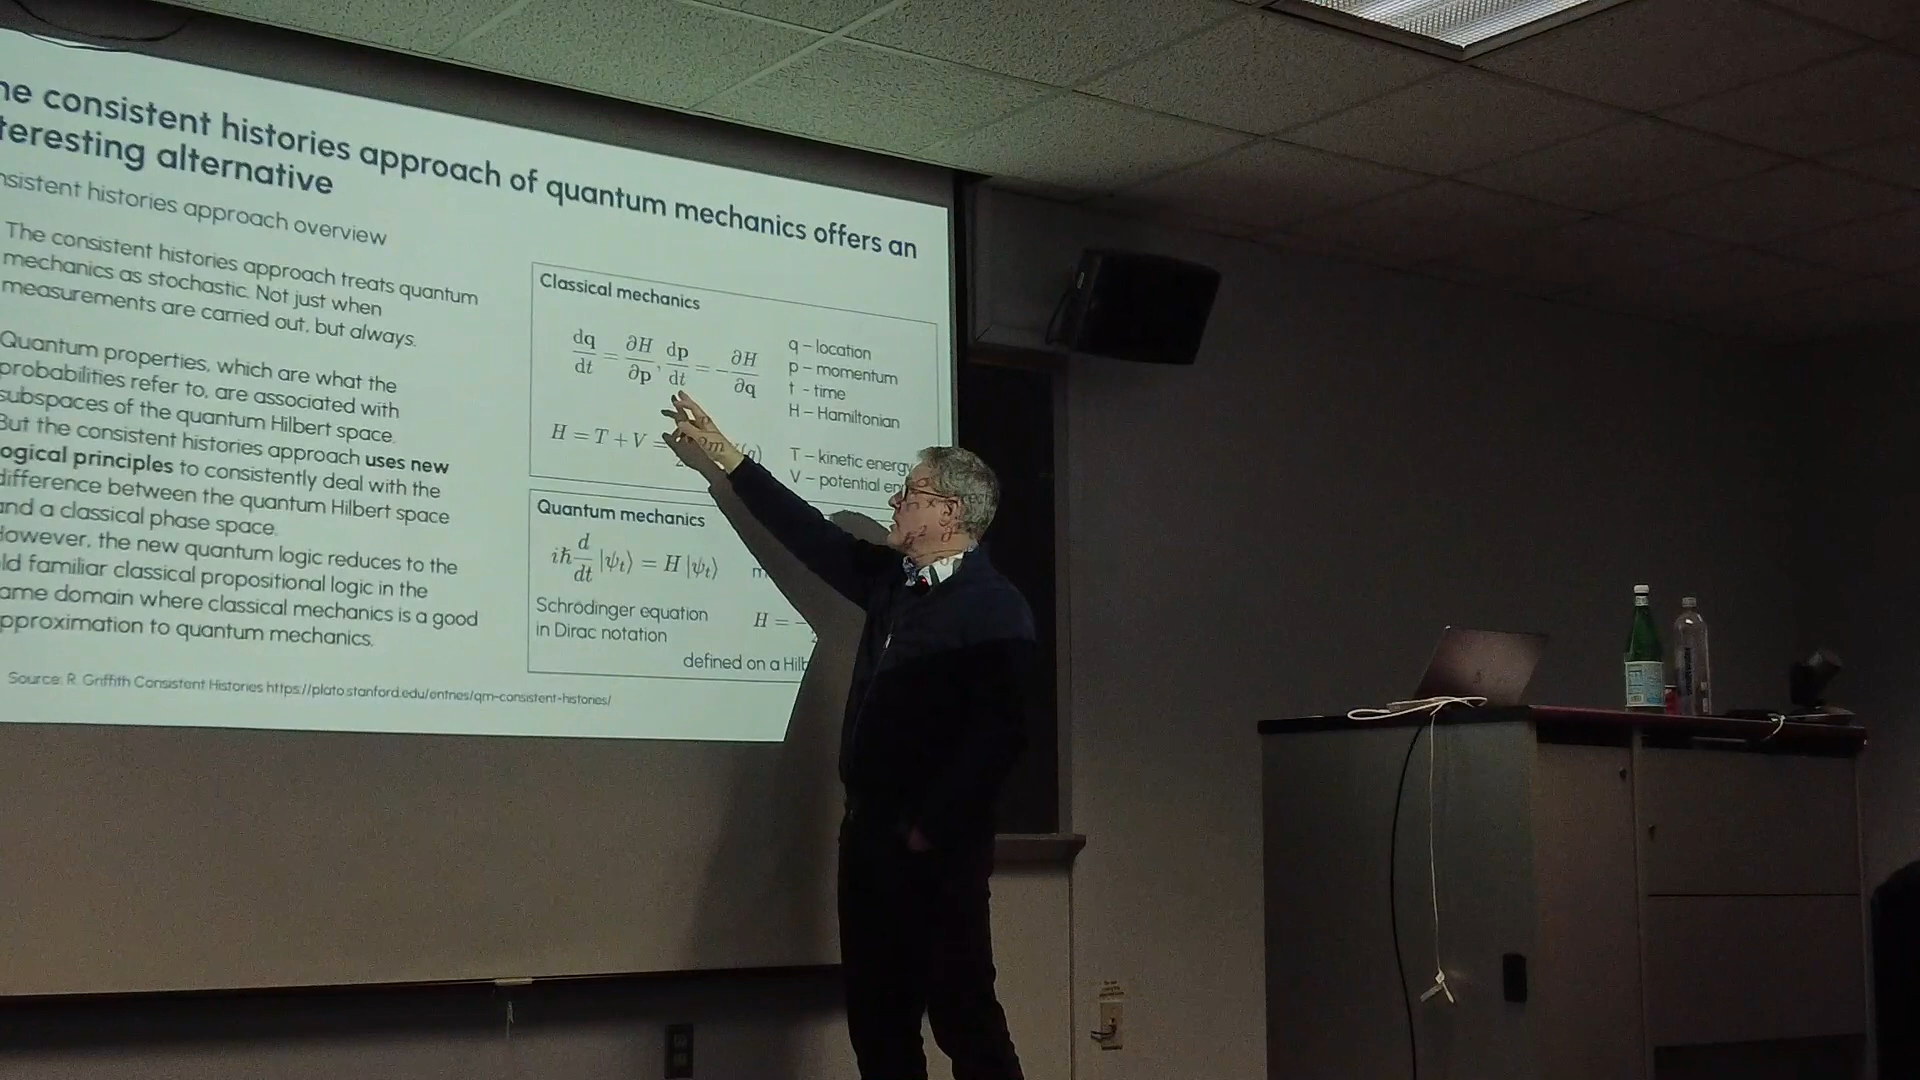 he consistent histories approach of quantum mechanics offers an
teresting alternative
nsistent histories approach overview
The consistent histories approach treats quantum
mechanics as stochastic. Not just when
measurements are carried out, but always.
Quantum properties, which are what the
probabilities refer to, are associated with
subspaces of the quantum Hilbert space.
But the consistent histories approach uses new
ogical principles to consistently deal with the
difference between the quantum Hilbert space
and a classical phase space.
However, the new quantum logic reduces to the
ld familiar classical propositional logic in the
ame domain where classical mechanics is a good
pproximation to quantum mechanics.
Source: R. Griffith Consistent Histories https://plato.stanford.edu/entries/qm-consistent-histories/
Classical mechanics
dq/dt = ∂H/∂p, dp/dt = −∂H/∂q
H = T + V =
q – location
p – momentum
t - time
H – Hamiltonian
T – kinetic energy
V – potential en
Quantum mechanics
iħ d/dt |ψt⟩ = H |ψt⟩
Schrödinger equation
in Dirac notation
H = −
defined on a Hilb